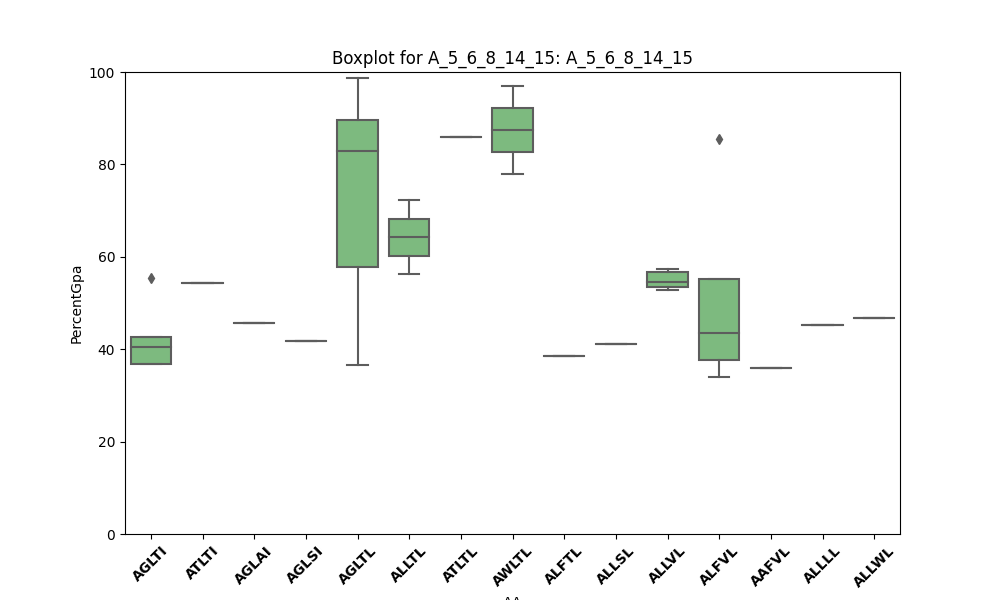 Boxplot for A_5_6_8_14_15: A_5_6_8_14_15
100
80
60
40
20
0
PercentGpa
AGLTI ATLTI AGLAI AGLSI AGLTL ALLTL ATLTL AWLTL ALFTL ALLSL ALLVL ALFVL AAFVL ALLLL ALLWL